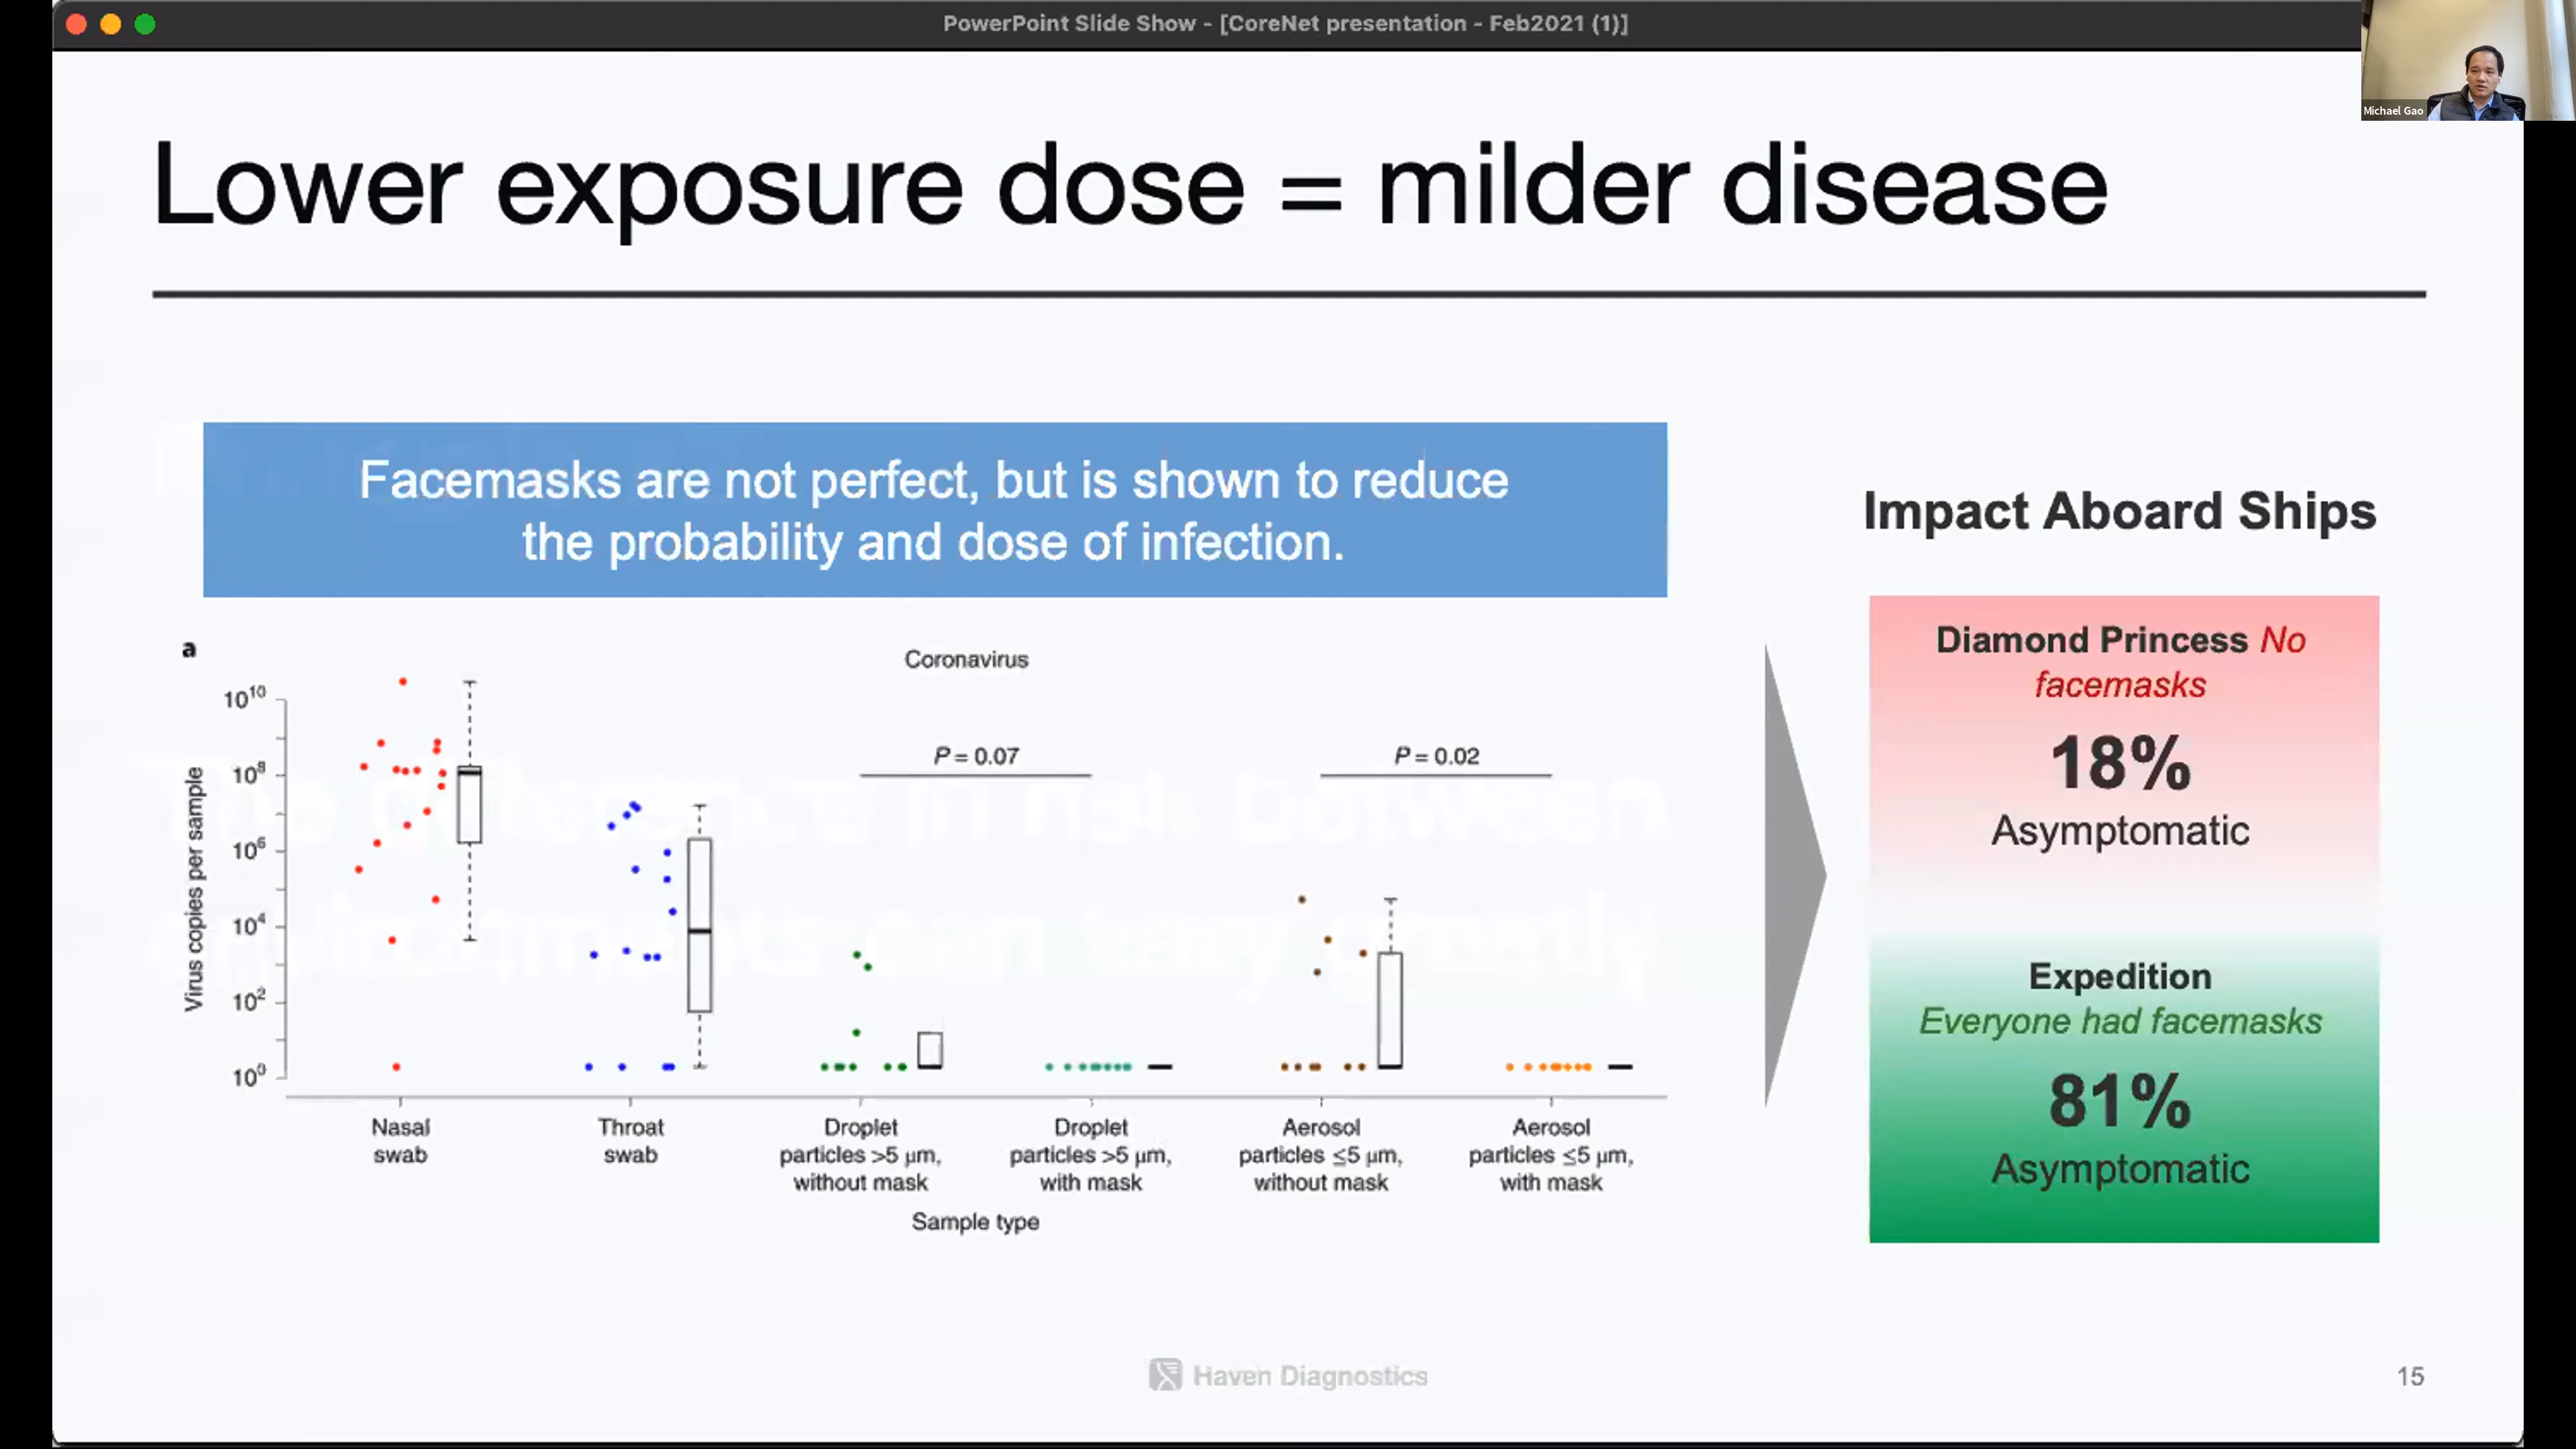 PowerPoint Slide Show - [CoreNet presentation - Feb2021 (1)]
Michael Gao
Lower exposure dose = milder disease
Facemasks are not perfect, but is shown to reduce
the probability and dose of infection.
a
Coronavirus
Virus copies per sample
10¹⁰
10⁸
10⁶
10⁴
10²
10⁰
P = 0.07
P = 0.02
Nasal
swab
Throat
swab
Droplet
particles >5 μm,
without mask
Droplet
particles >5 μm,
with mask
Aerosol
particles ≤5 μm,
without mask
Aerosol
particles ≤5 μm,
with mask
Sample type
Impact Aboard Ships
Diamond Princess No
facemasks
18%
Asymptomatic
Expedition
Everyone had facemasks
81%
Asymptomatic
Haven Diagnostics
15